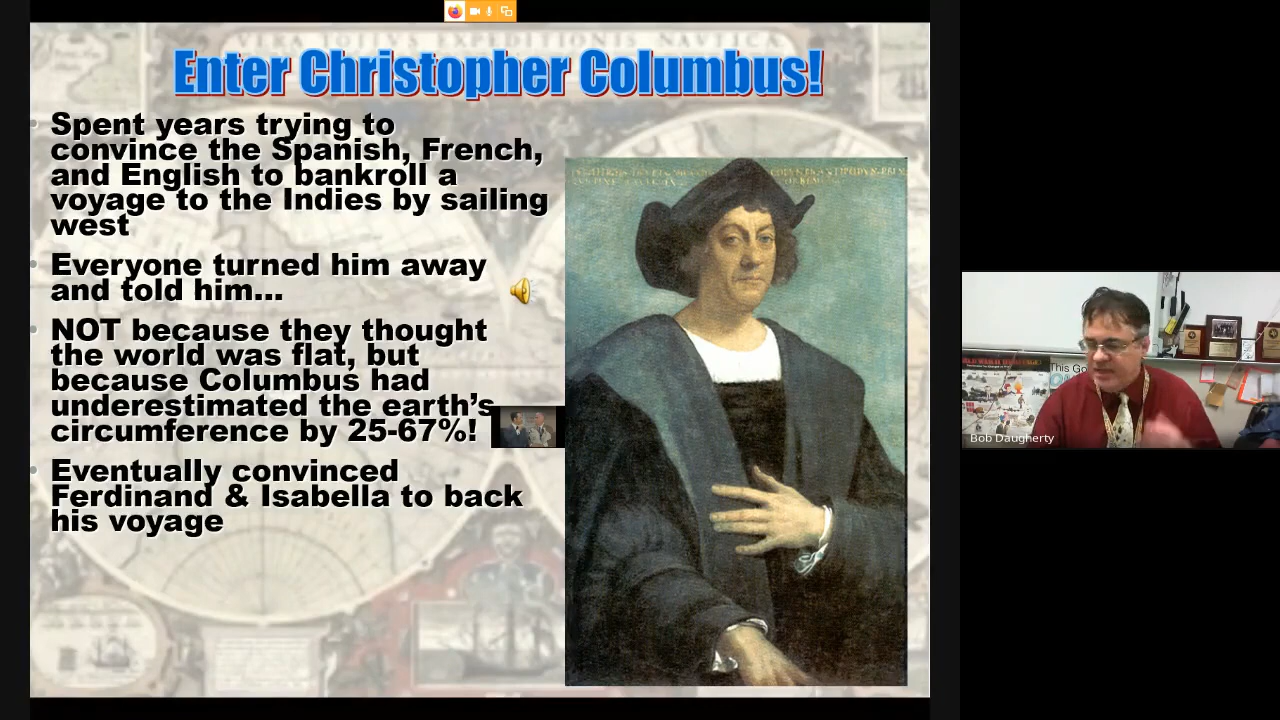 Enter Christopher Columbus!
Spent years trying to
convince the Spanish, French,
and English to bankroll a
voyage to the Indies by sailing
west
Everyone turned him away
and told him...
NOT because they thought
the world was flat, but
because Columbus had
underestimated the earth's
circumference by 25-67%!
Eventually convinced
Ferdinand & Isabella to back
his voyage
This Go
Bob Daugherty